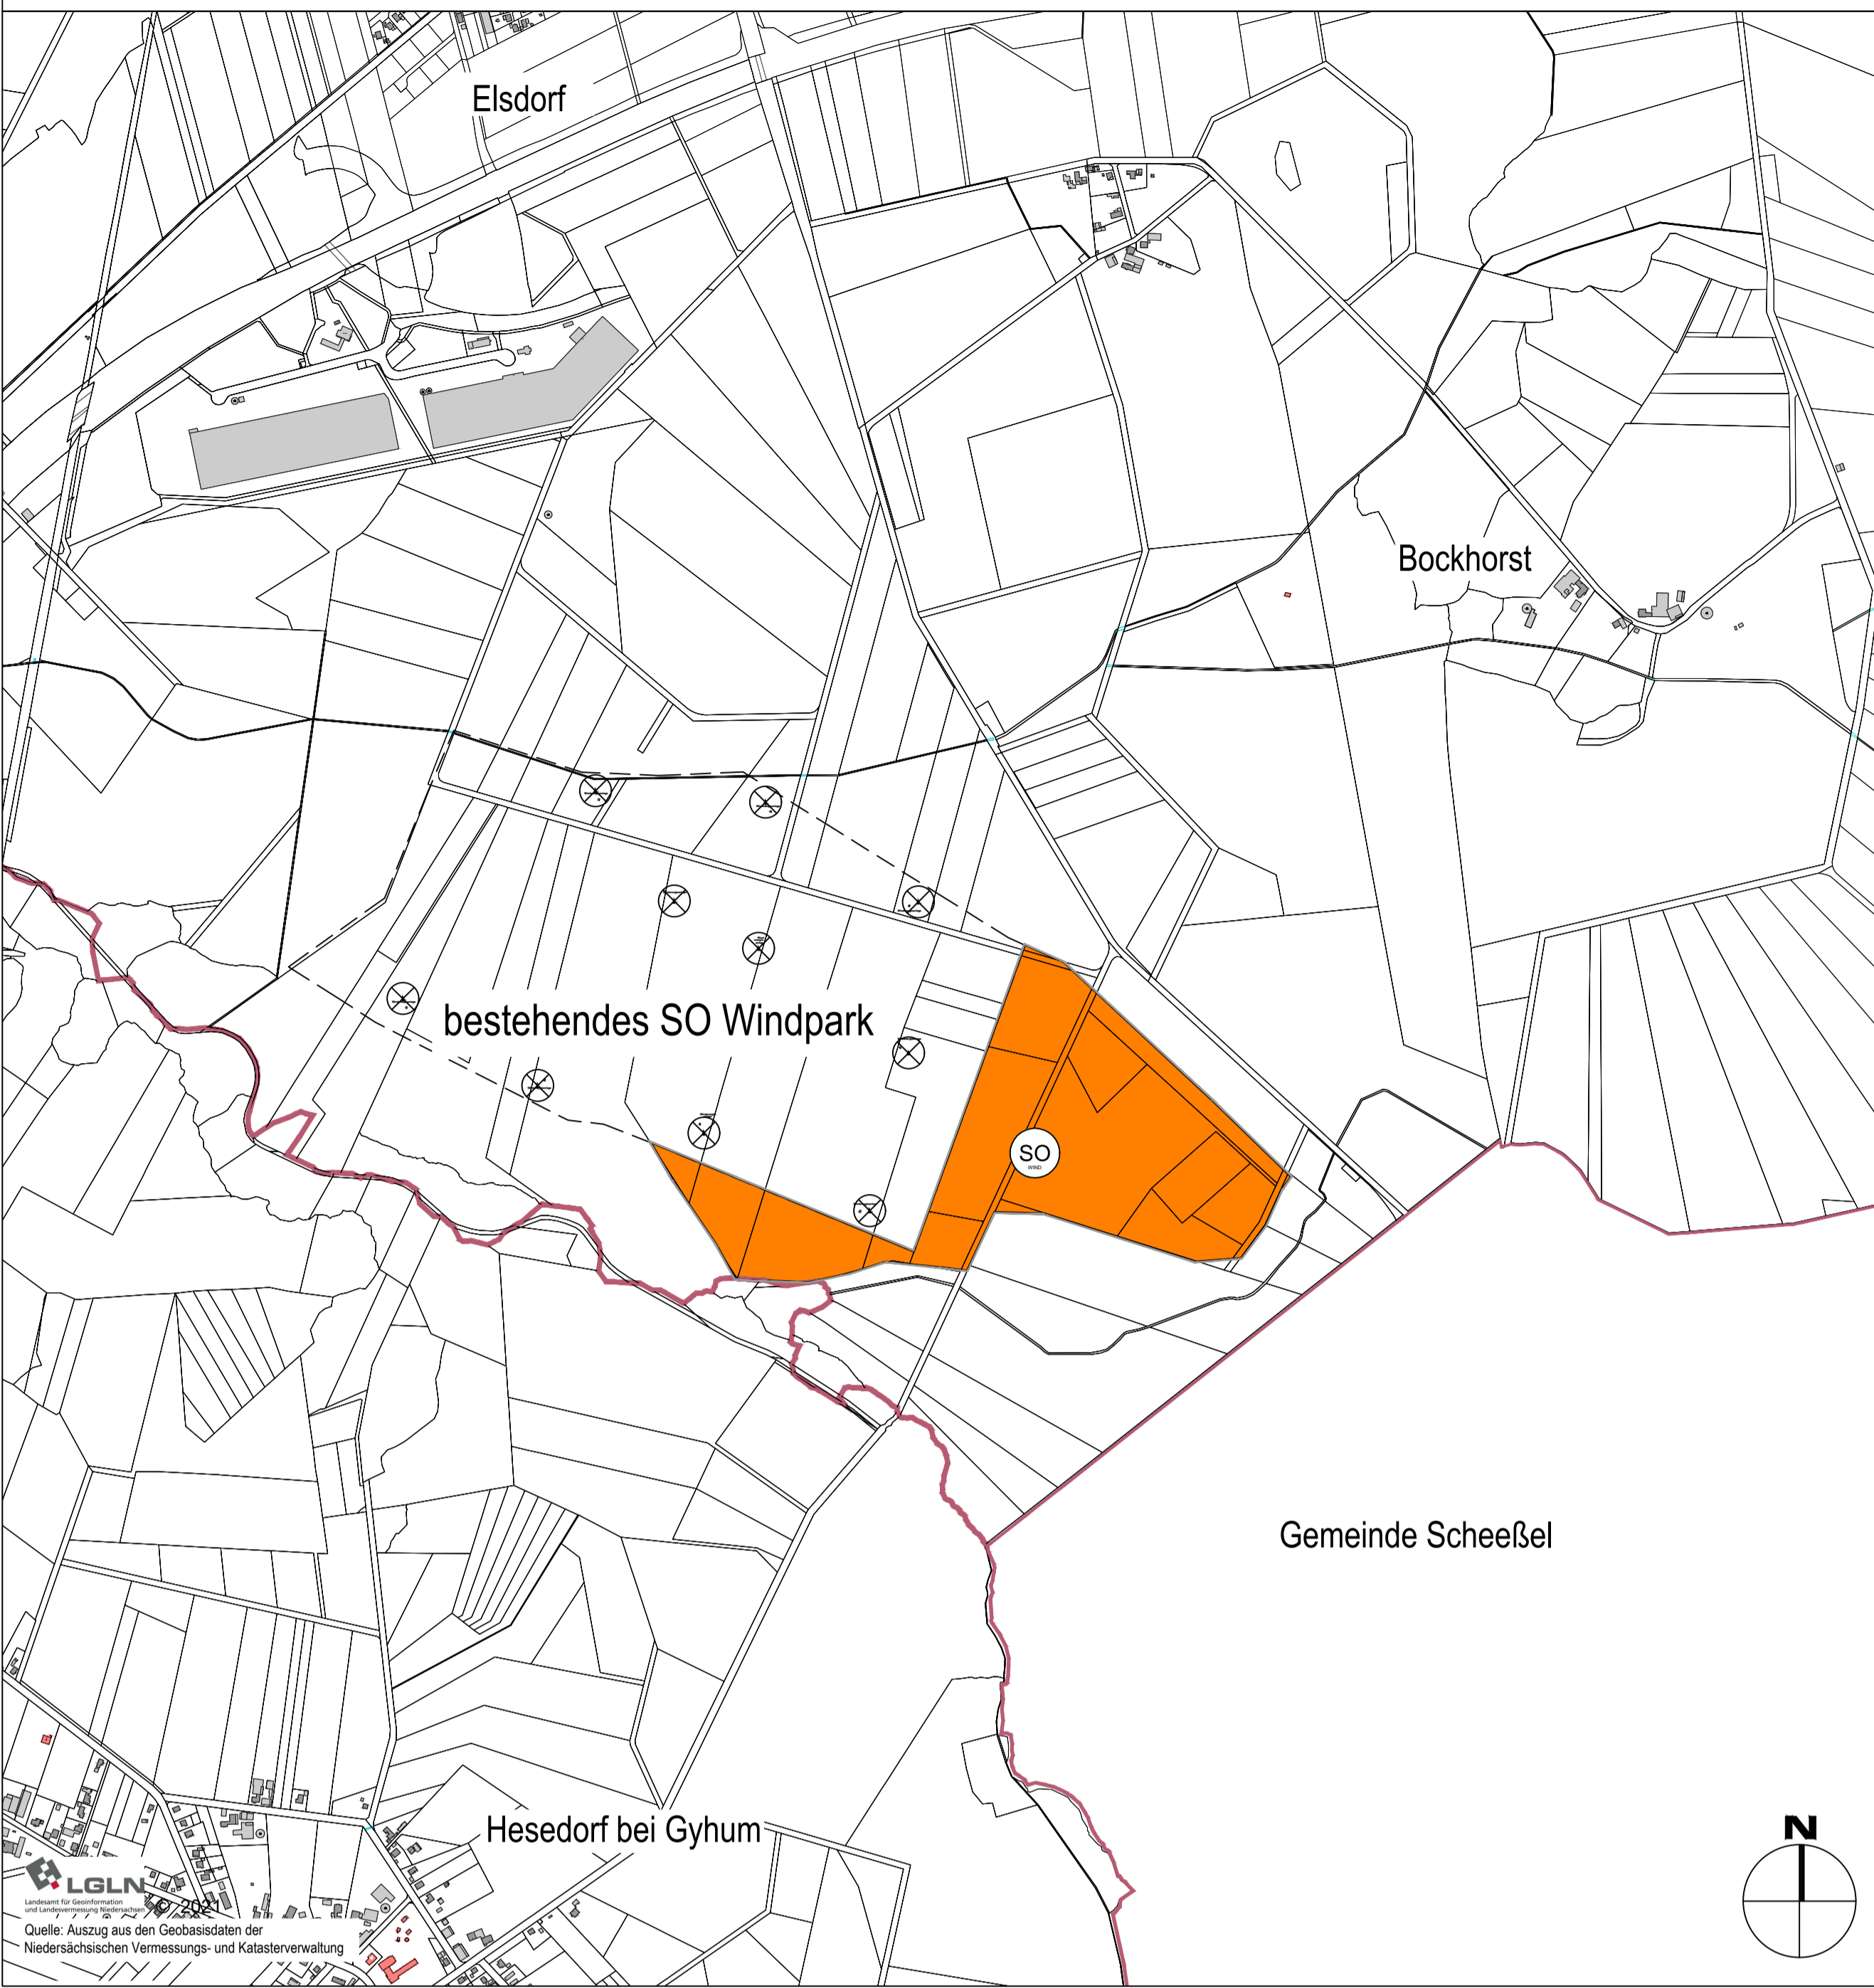 Elsdorf
Bockhorst
bestehendes SO Windpark
SO
WIND
Gemeinde Scheeßel
Hesedorf bei Gyhum
N
LGLN
Landesamt für Geoinformation
und Landesvermessung Niedersachsen
© 2021
Quelle: Auszug aus den Geobasisdaten der
Niedersächsischen Vermessungs- und Katasterverwaltung